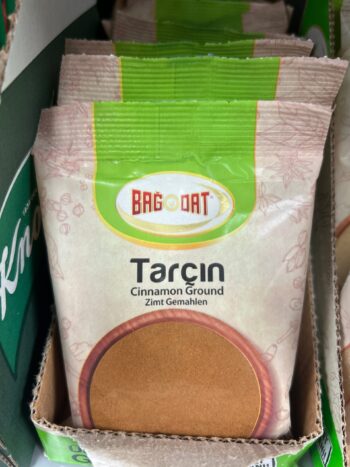 BAĞDAT
Tarçın
Cinnamon Ground
Zimt Gemahlen